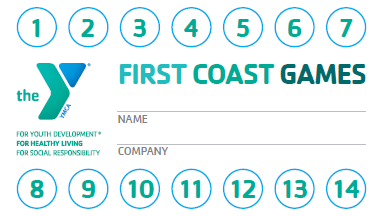 1 2 3 4 5 6 7
the Y®
YMCA
FIRST COAST GAMES
NAME
FOR YOUTH DEVELOPMENT®
FOR HEALTHY LIVING
FOR SOCIAL RESPONSIBILITY
COMPANY
8 9 10 11 12 13 14